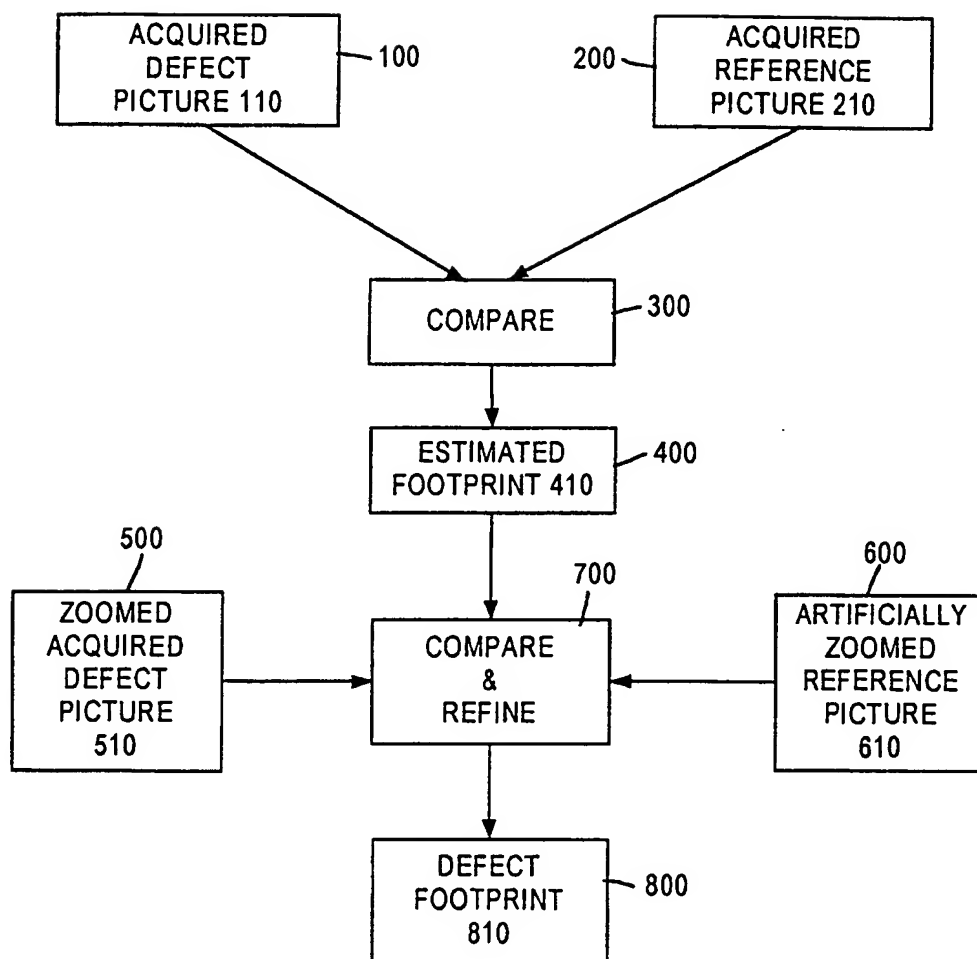 ACQUIRED
DEFECT
PICTURE 110
100
200
ACQUIRED
REFERENCE
PICTURE 210
COMPARE
300
ESTIMATED
FOOTPRINT 410
400
500
ZOOMED
ACQUIRED
DEFECT
PICTURE
510
700
COMPARE
&
REFINE
600
ARTIFICIALLY
ZOOMED
REFERENCE
PICTURE
610
DEFECT
FOOTPRINT
810
800